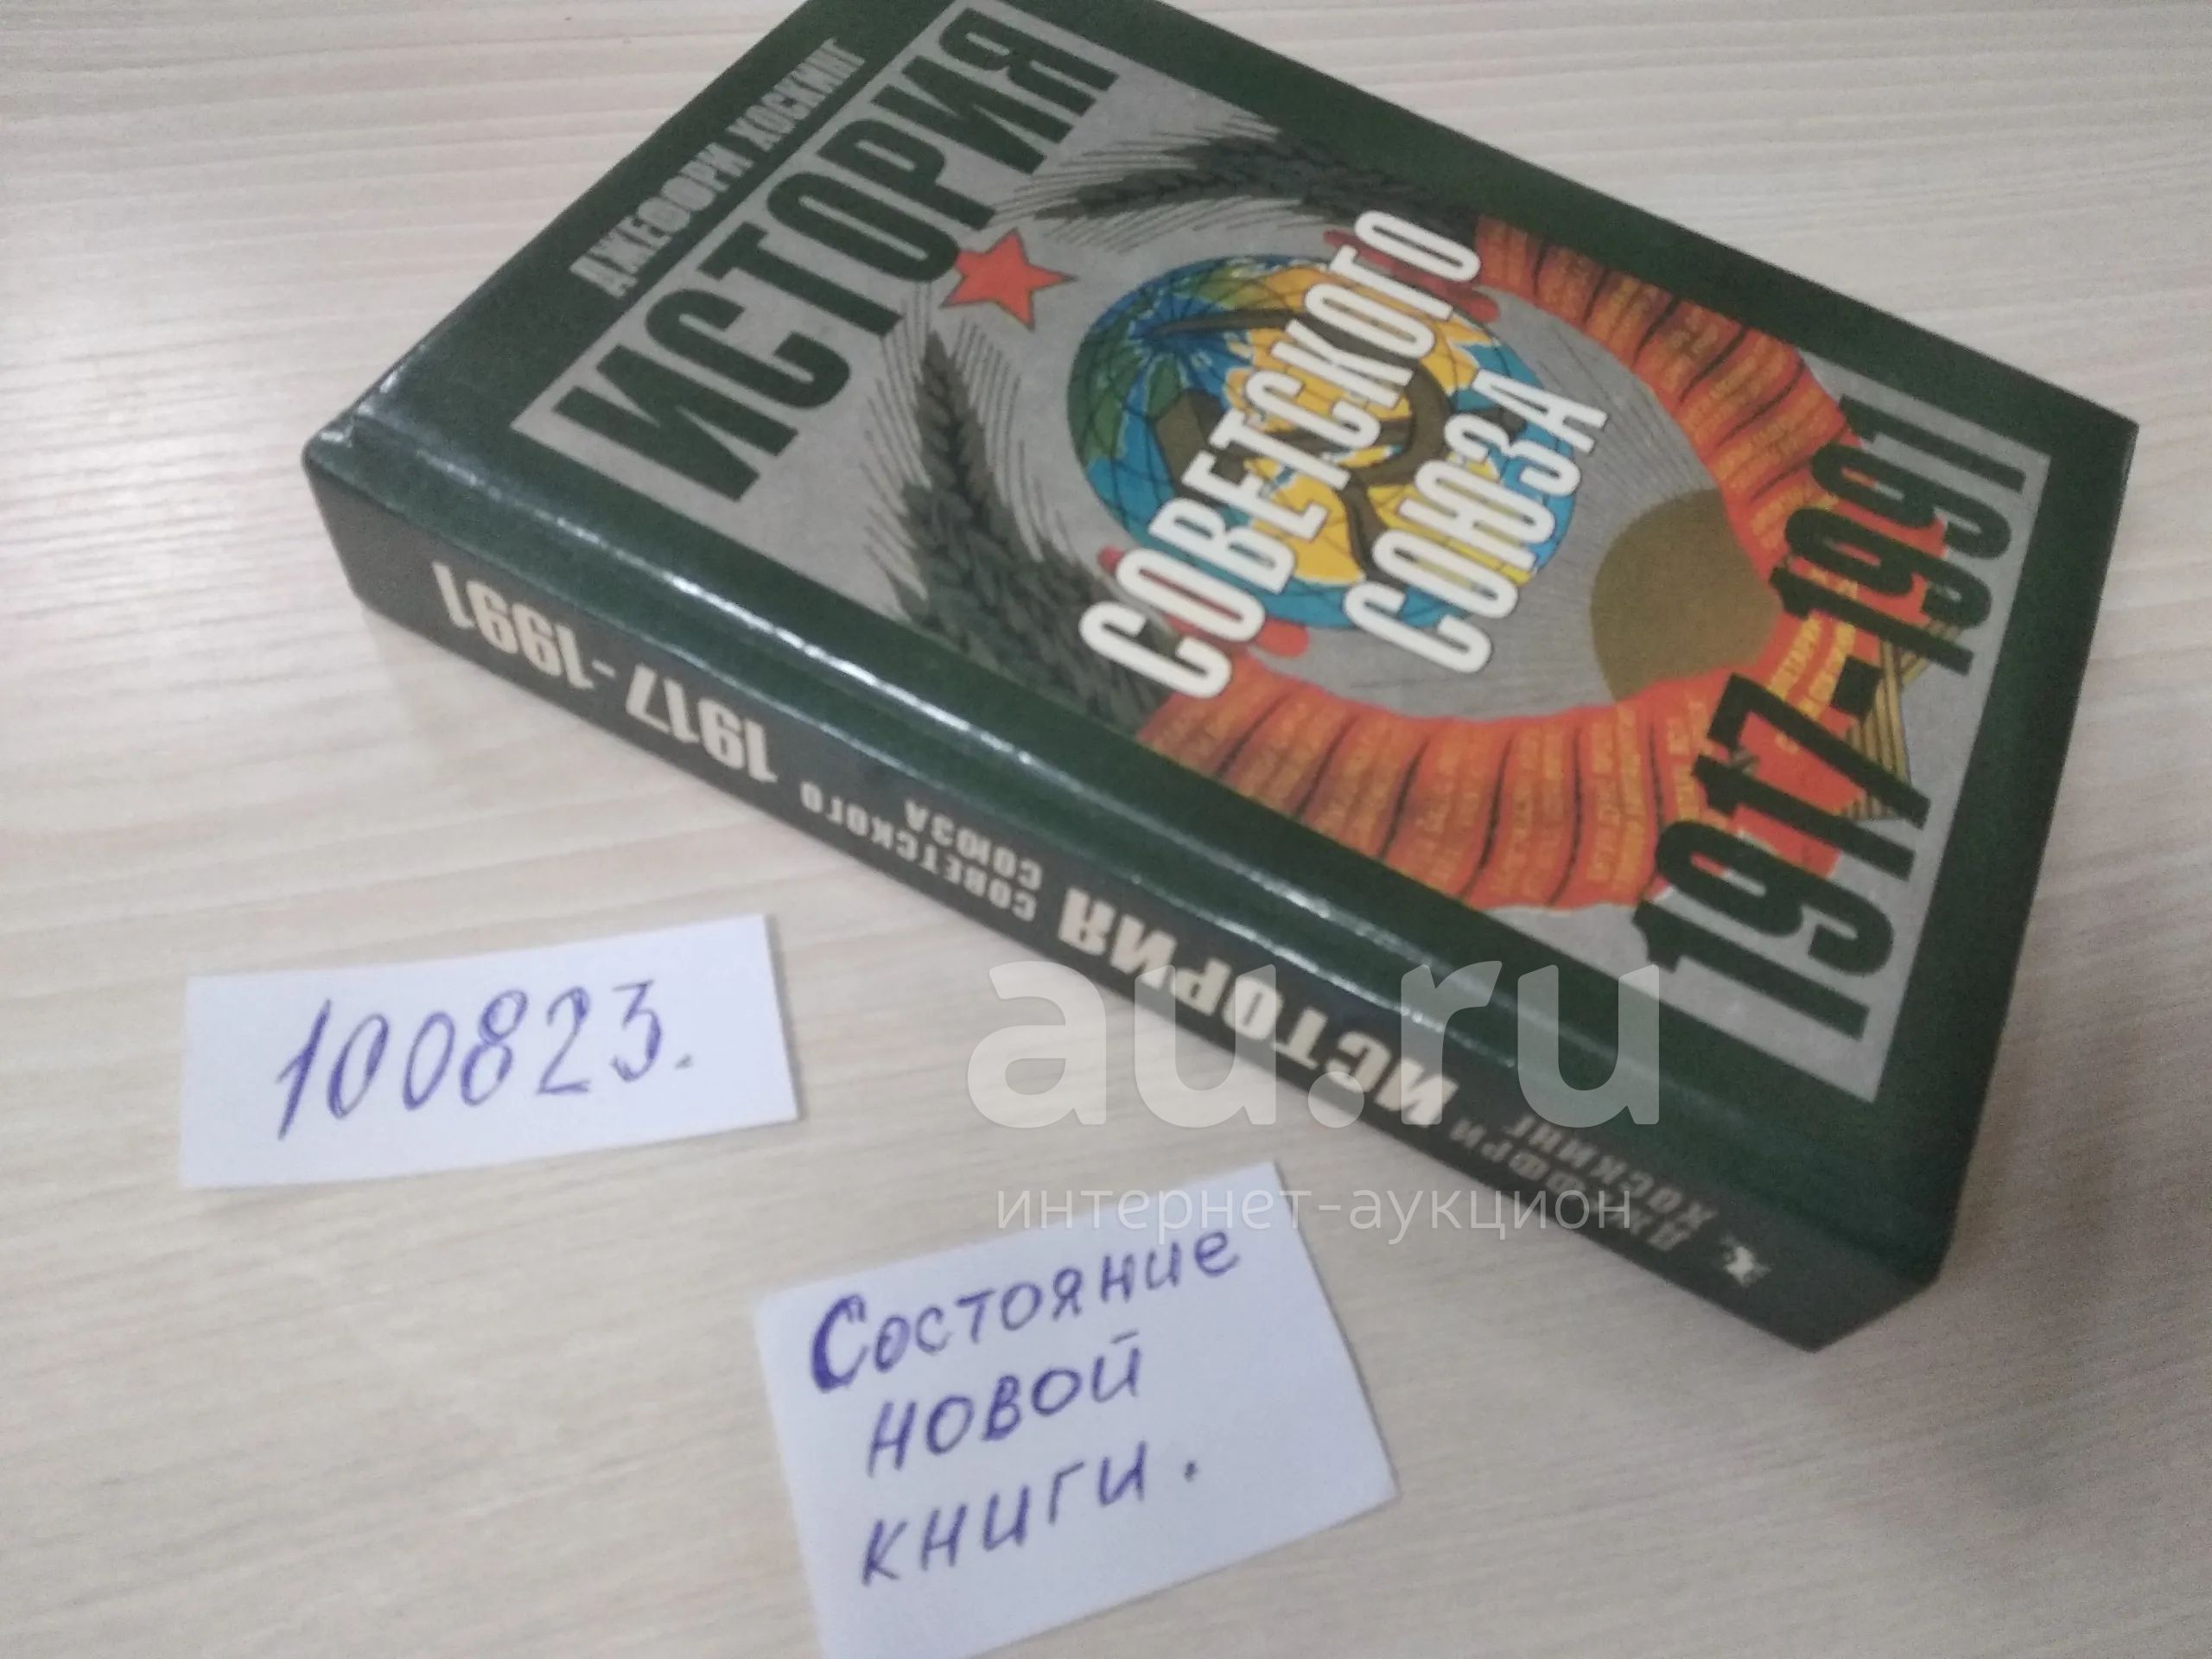 ДЖЕФФРИ ХОСКИНГ
ИСТОРИЯ
СОВЕТСКОГО
СОЮЗА
1917-1991
ДЖЕФФРИ
ХОСКИНГ
ИСТОРИЯ
СОВЕТСКОГО
СОЮЗА
1917-1991
100823.
Состояние
новой
книги.
au.ru
интернет-аукцион